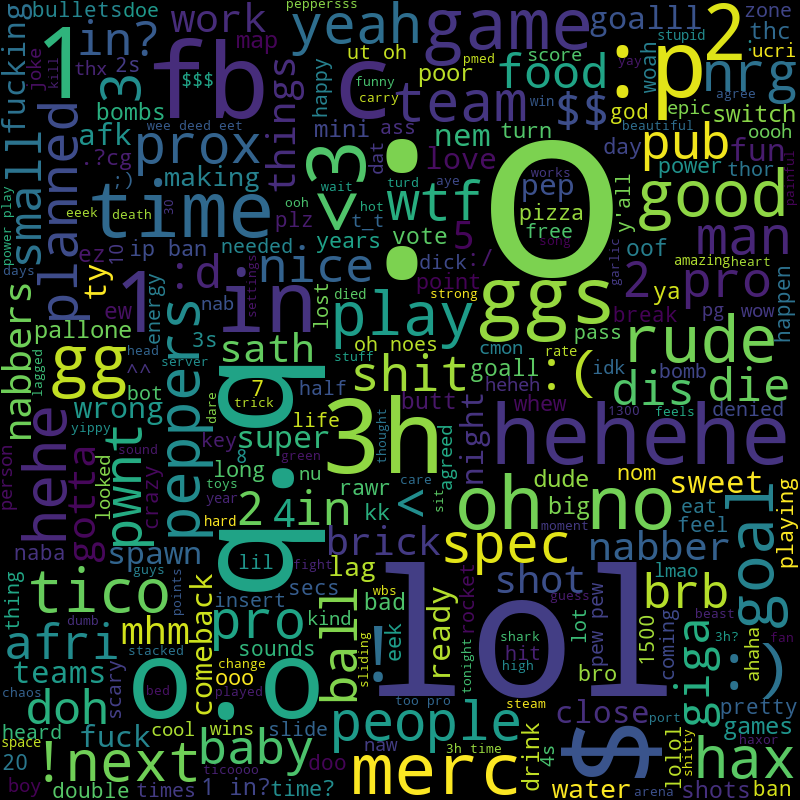 bulletsdoe
peppersss
yeah
game
goalll
zone
thc
ucri
stupid
yay
fucking
joke
kill
thx
1
in?
2s
map
work
$$$
fb
happy
ut oh
poor
funny
carry
pmed
score
food
win
woah
agree
:p
2
nrg
3
bombs
wee deed eet
things
c
team
$$
god
epic
switch
small
planned
afk
.?cg
;)
prox
making
mini
ass
dat
nem
turn
love
beautiful
day
pub
oooh
fun
power
thor
painful
power play
eeek
death
30
time
ooh
plz
wait
<3
hot
turd
t_t
wtf
aye
:o
works
pep
pizza
free
song
y'all
good
man
days
ez
10
ip ban
needed
years
vote
5
:/
oof
garlic
amazing
heart
happen
ty
1
:d
nab
energy
in
nice
settings
lost
died
dick
point
strong
ggs
2
pro
ya
break
pg
wow
pass
nabbers
pallone
ew
3s
play
oh noes
cmon
rate
rude
lagged
gg
head
^^
server
sath
stuff
shit
goall
:(
idk
bomb
denied
bot
peppers
q.q
7
trick
dare
half
heheh
dis
die
wrong
yippy
butt
whew
1300
feels
hehe
pwnt
key
life
thought
3h
night
hehehe
gotta
crazy
sound
looked
super
8
nu
green
agreed
person
long
toys
year
2
4
in
rawr
kk
<
care
sit
oh
dude
big
no
nom
sweet
eat
feel
playing
naba
spawn
hard
fight
brick
spec
moment
nabber
goal
guys
lil
lag
lmao
thing
tico
points
insert
secs
wbs
bad
kind
eek
ready
rocket
shot
guess
pew pew
lot
brb
beast
3h?
fan
dumb
afri
mhm
comeback
pro
sounds
ball
!
lol
shark
hit
high
bro
1500
coming
giga
ahaha
:)
teams
stacked
scary
o.o
change
ooo
sliding
tonight
doh
bed
played
too pro
steam
pretty
chaos
heard
fuck
cool
wins
slide
people
close
$
port
games
space
20
!next
ticoooo
baby
doo
naw
3h time
merc
drink
4s
lolol
shitty
hax
haxor
boy
double
times
1 in?
time?
water
arena
shots
ban